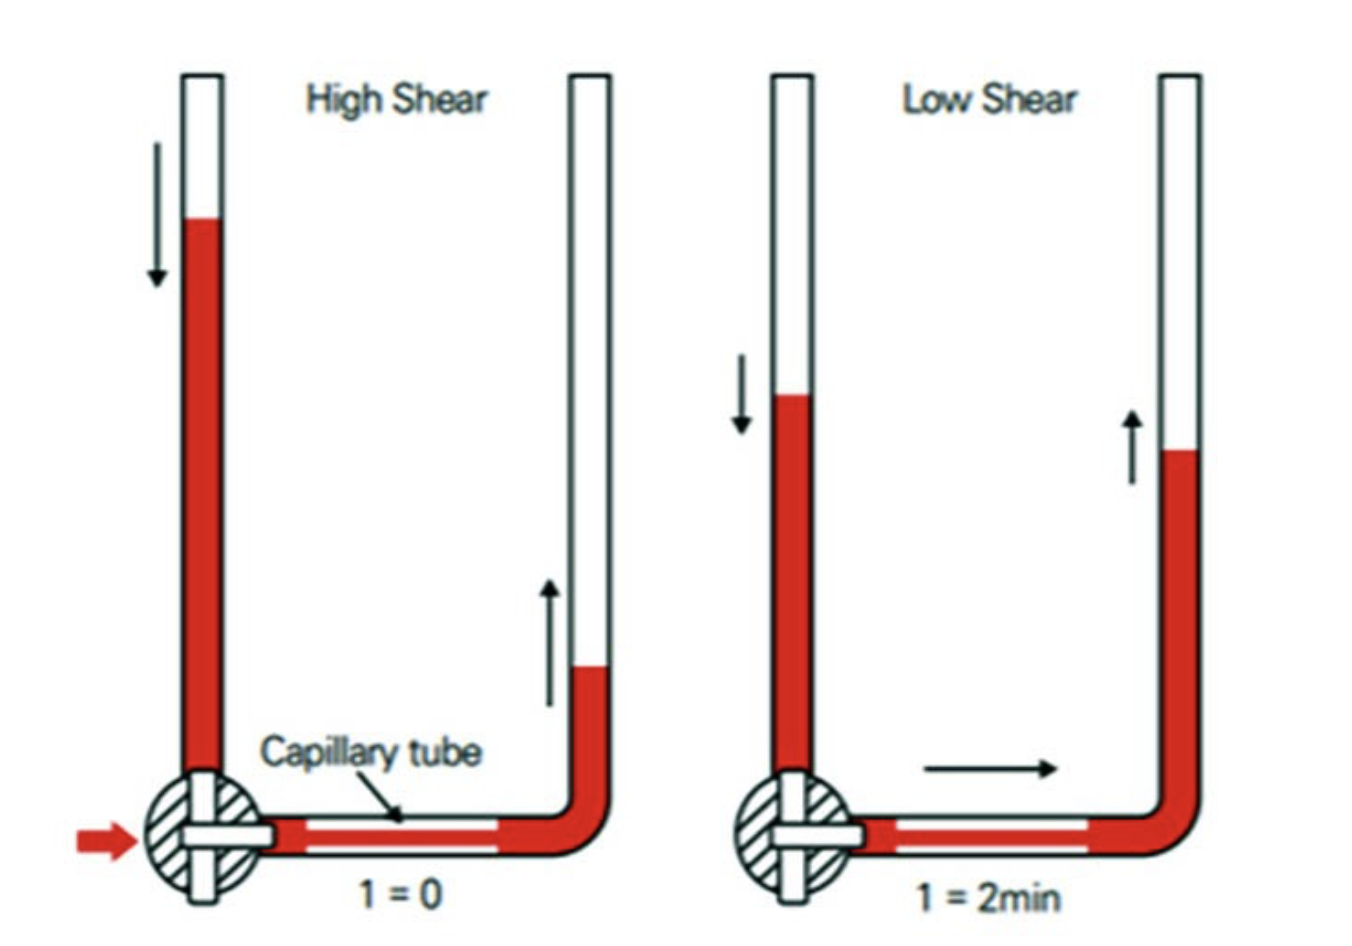 High Shear
Low Shear
Capillary tube
1 = 0
1 = 2min